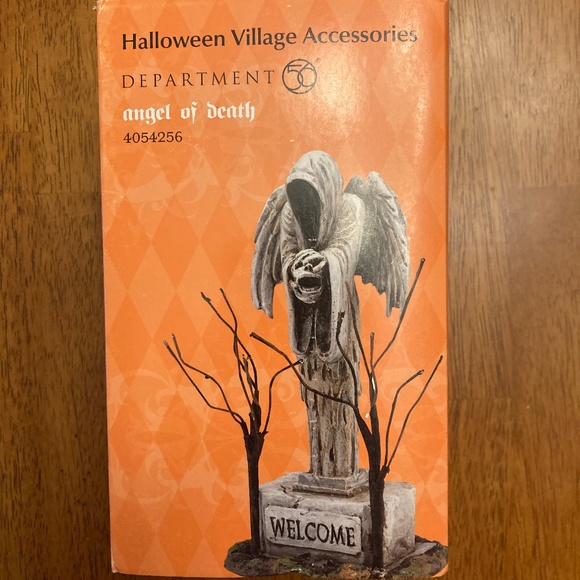 Halloween Village Accessories
DEPARTMENT 56
angel of death
4054256
WELCOME